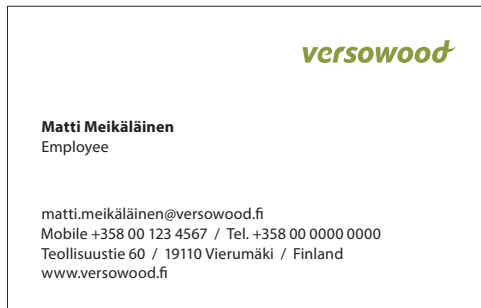 versowood
Matti Meikäläinen
Employee
matti.meikäläinen@versowood.fi
Mobile +358 00 123 4567 / Tel. +358 00 0000 0000
Teollisuustie 60 / 19110 Vierumäki / Finland
www.versowood.fi